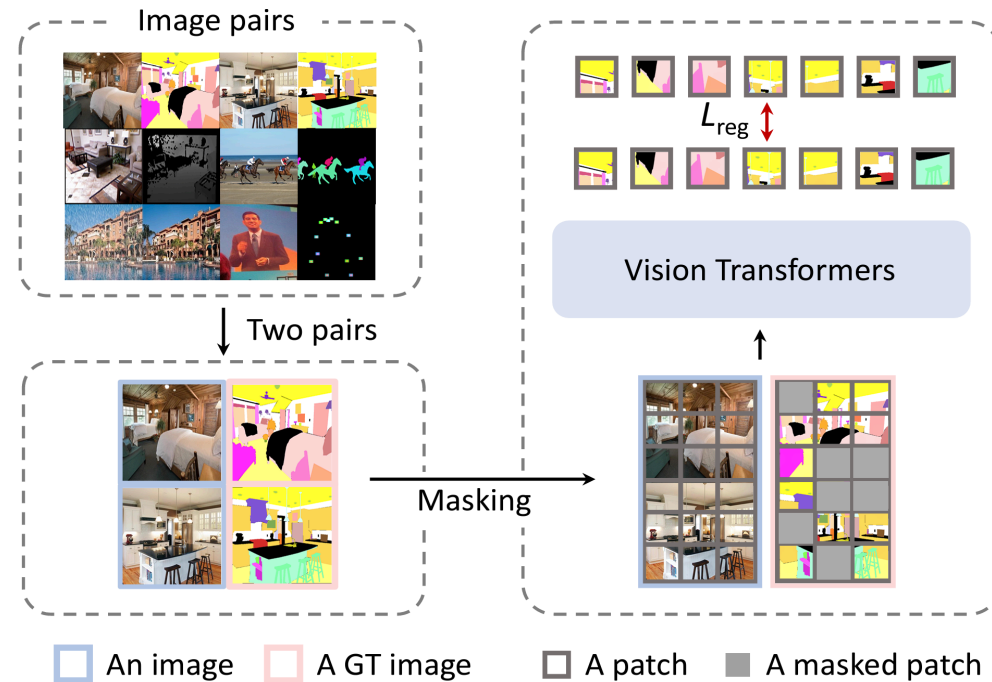 Image pairs
Two pairs
Masking
L_reg
Vision Transformers
An image
A GT image
A patch
A masked patch